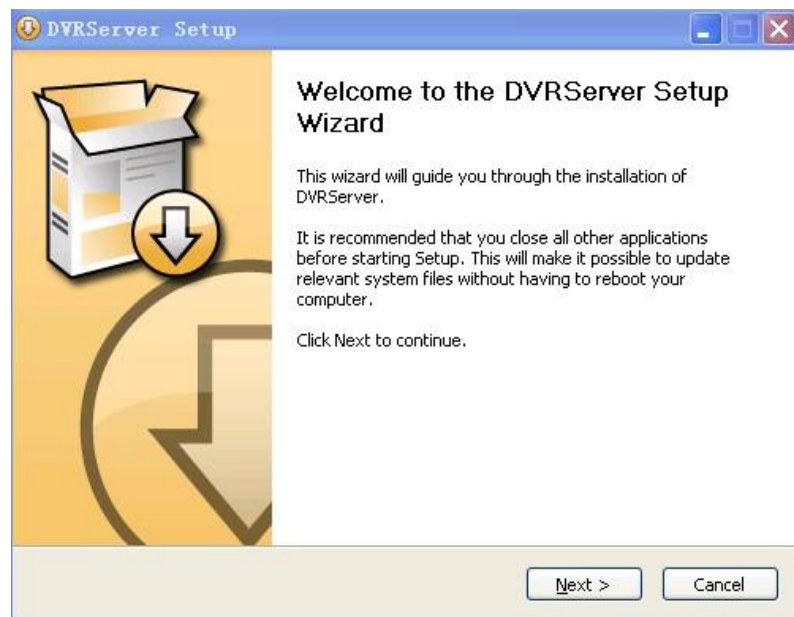 DVRServer Setup
Welcome to the DVRServer Setup
Wizard
This wizard will guide you through the installation of
DVRServer.
It is recommended that you close all other applications
before starting Setup. This will make it possible to update
relevant system files without having to reboot your
computer.
Click Next to continue.
Next >
Cancel